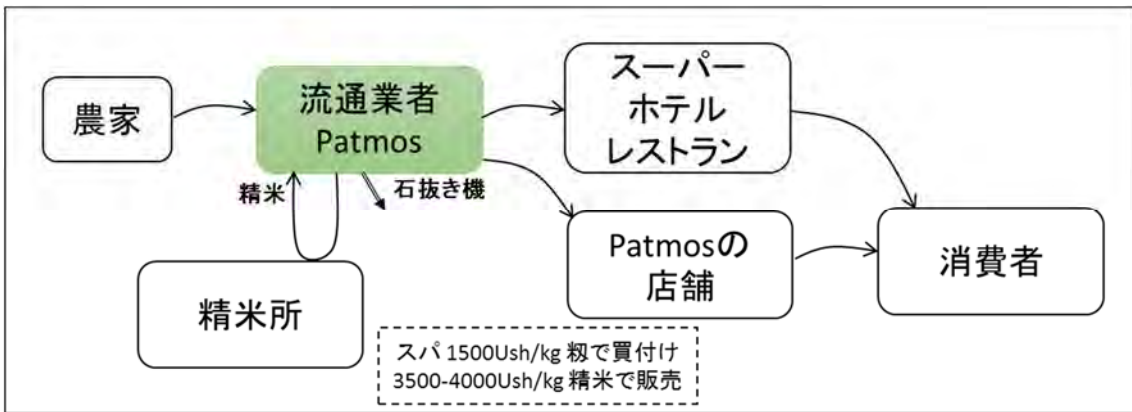 農家
流通業者
Patmos
スーパー
ホテル
レストラン
精米
石抜き機
精米所
Patmosの
店舗
消費者
スパ 1500Ush/kg 籾で買付け
3500-4000Ush/kg 精米で販売